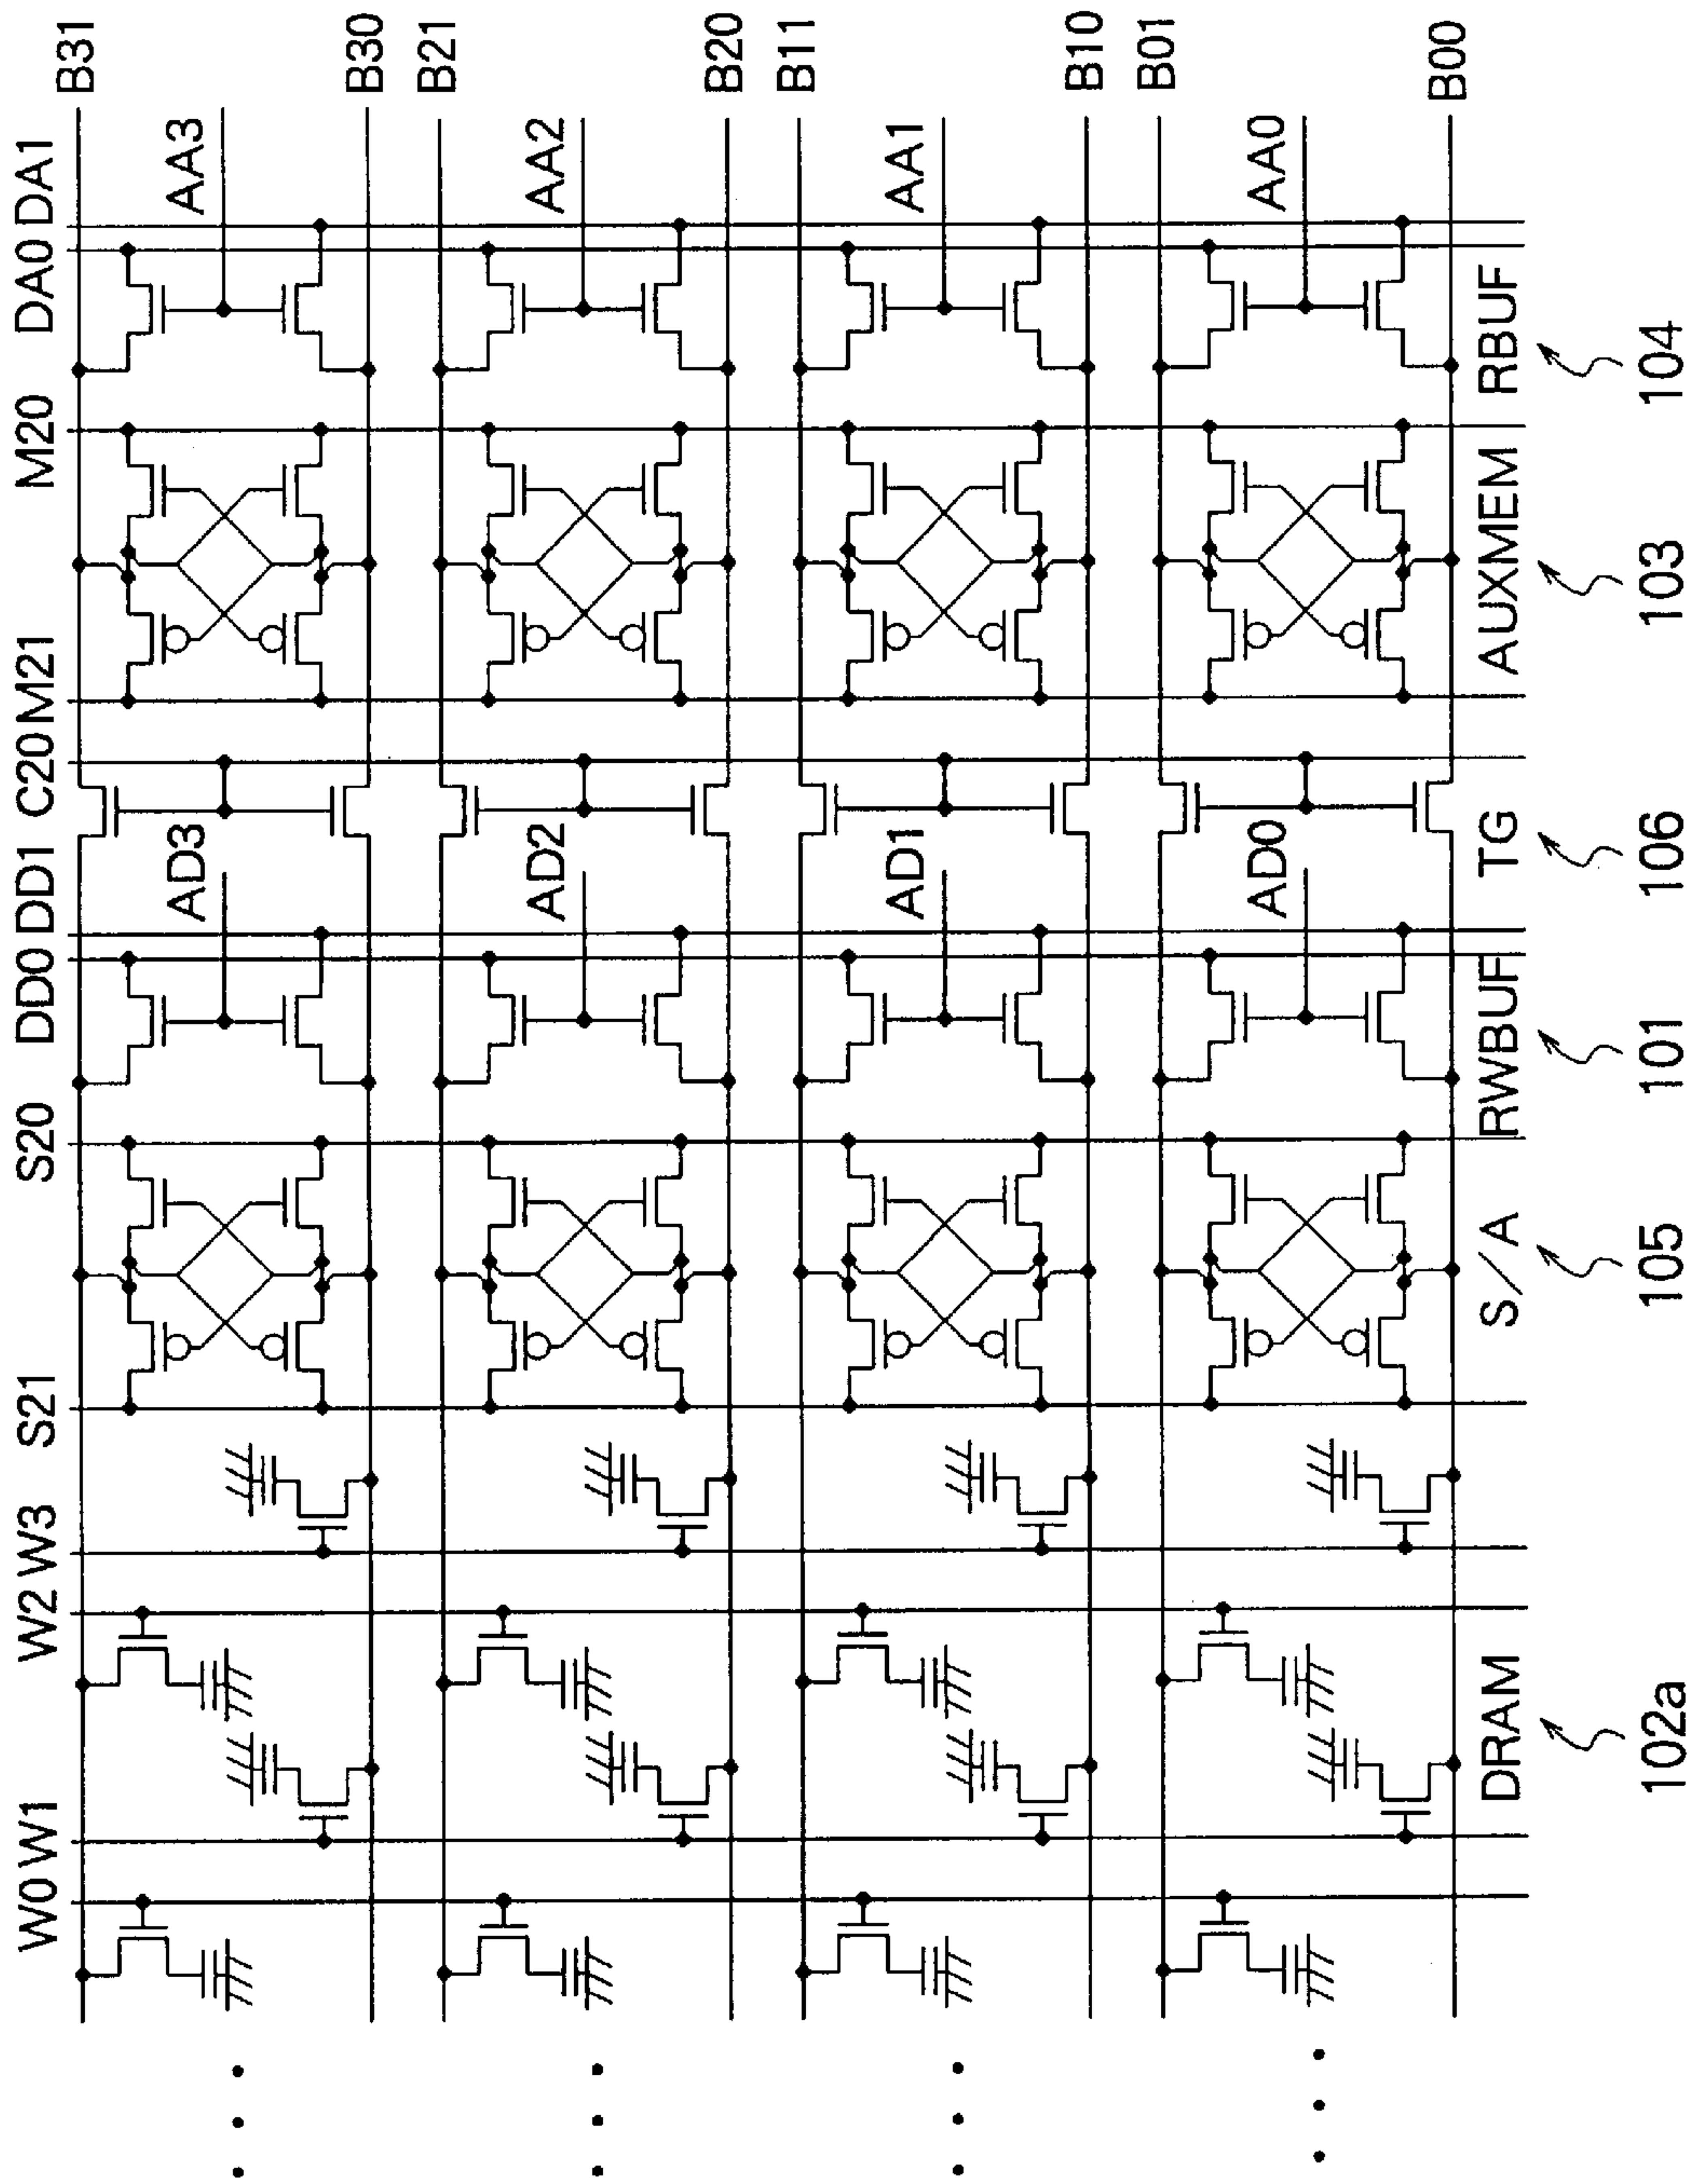 B31
B30
B21
B20
B11
B10
B01
B00
AA3
AA2
AA1
AA0
DA1
DA0
M20
M21
C20
DD1
DD0
S20
S21
W3
W2
W1
W0
AD3
AD2
AD1
AD0
RBUF
104
AUXMEM
103
TG
106
RWBUF
101
S/A
105
DRAM
102a